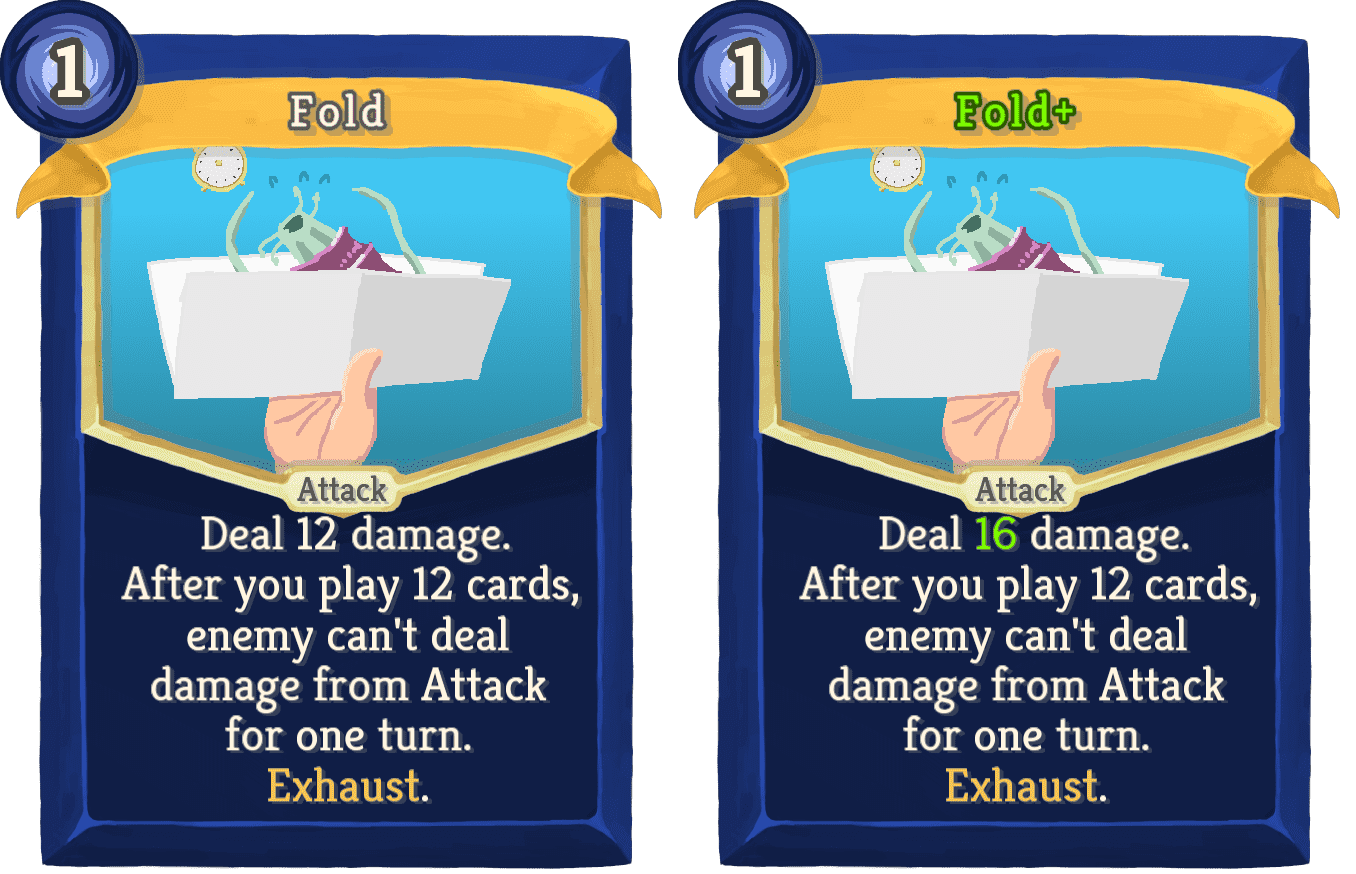 1
Fold
Attack
Deal 12 damage.
After you play 12 cards,
enemy can't deal
damage from Attack
for one turn.
Exhaust.
1
Fold+
Attack
Deal 16 damage.
After you play 12 cards,
enemy can't deal
damage from Attack
for one turn.
Exhaust.